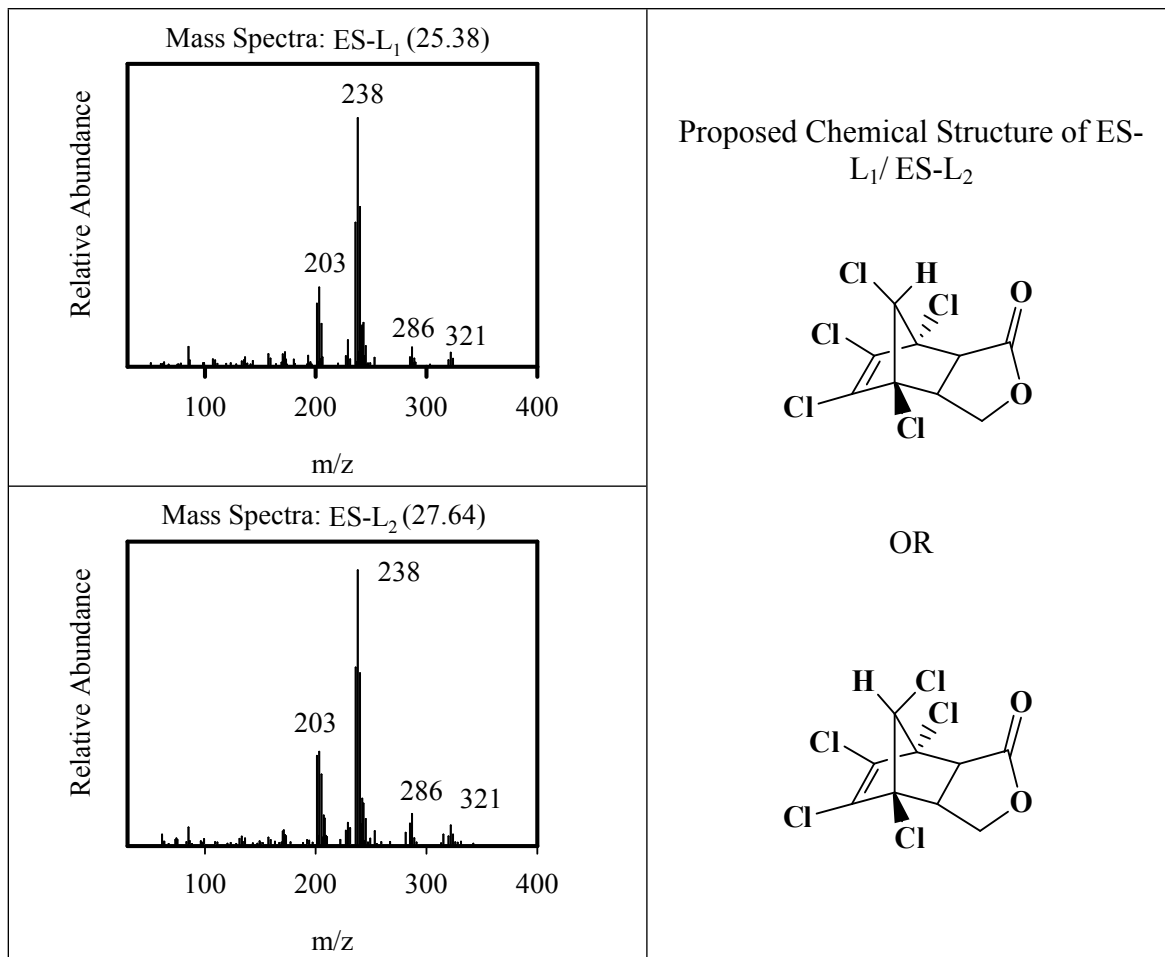 Mass Spectra: ES-L₁ (25.38)
Relative Abundance
238
203
286
321
100 200 300 400
m/z
Mass Spectra: ES-L₂ (27.64)
Relative Abundance
238
203
286
321
100 200 300 400
m/z
Proposed Chemical Structure of ES-
L₁/ ES-L₂
Cl H
Cl O
Cl
Cl Cl O
OR
H Cl
Cl O
Cl
Cl Cl O